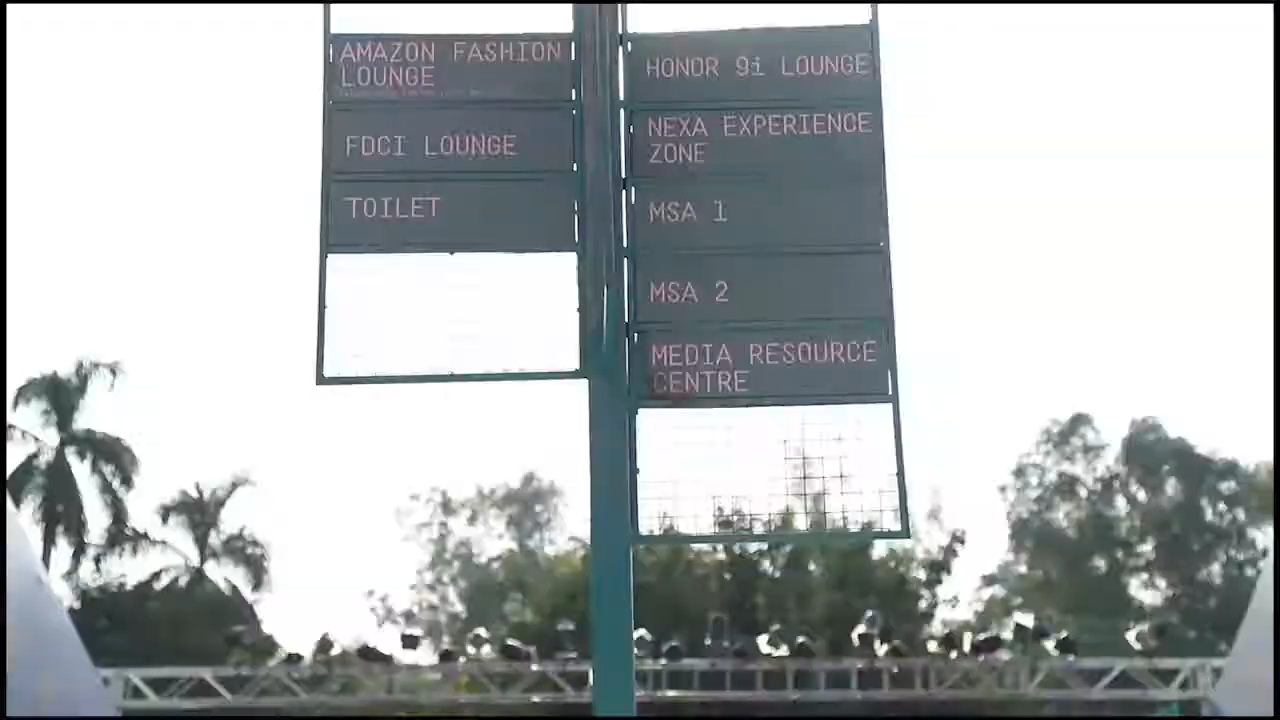 AMAZON FASHION
LOUNGE
FDCI LOUNGE
TOILET
HONOR 9i LOUNGE
NEXA EXPERIENCE
ZONE
MSA 1
MSA 2
MEDIA RESOURCE
CENTRE